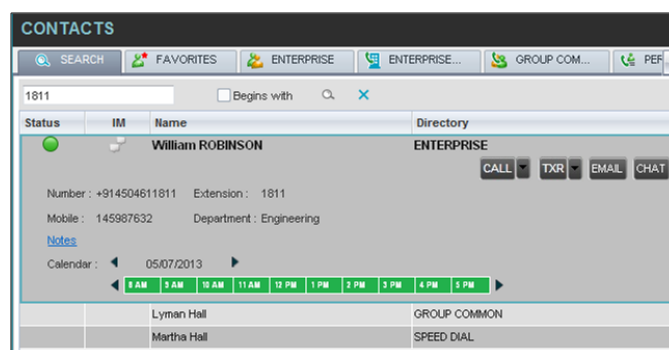 CONTACTS
SEARCH FAVORITES ENTERPRISE ENTERPRISE... GROUP COM... PER
1811 Begins with
Status IM Name Directory
William ROBINSON ENTERPRISE
CALL TXR EMAIL CHAT
Number : +914504611811 Extension : 1811
Mobile : 145987632 Department : Engineering
Notes
Calendar : 05/07/2013
8 AM 9 AM 10 AM 11 AM 12 PM 1 PM 2 PM 3 PM 4 PM 5 PM
Lyman Hall GROUP COMMON
Martha Hall SPEED DIAL